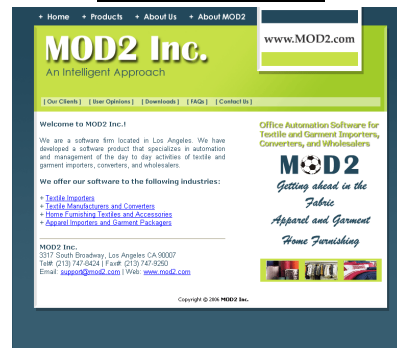 + Home + Products + About Us + About MOD2
www.MOD2.com
MOD2 Inc.
An Intelligent Approach
[ Our Clients ] [ User Opinions ] [ Downloads ] [ FAQs ] [ Contact Us ]
Welcome to MOD2 Inc.!
We are a software firm located in Los Angeles. We have
developed a software product that specializes in automation
and management of the day to day activities of textile and
garment importers, converters, and wholesalers.
We offer our software to the following industries:
+ Textile Importers
+ Textile Manufacturers and Converters
+ Home Furnishing Textiles and Accessories
+ Apparel Importers and Garment Packagers
MOD2 Inc.
3317 South Broadway, Los Angeles CA 90007
Tel#: (213) 747-8424 | Fax#: (213) 747-9260
Email: support@mod2.com | Web: www.mod2.com
Office Automation Software for
Textile and Garment Importers,
Converters, and Wholesalers
MOD2
Getting ahead in the
Fabric
Apparel and Garment
Home Furnishing
Copyright © 2006 MOD2 Inc.